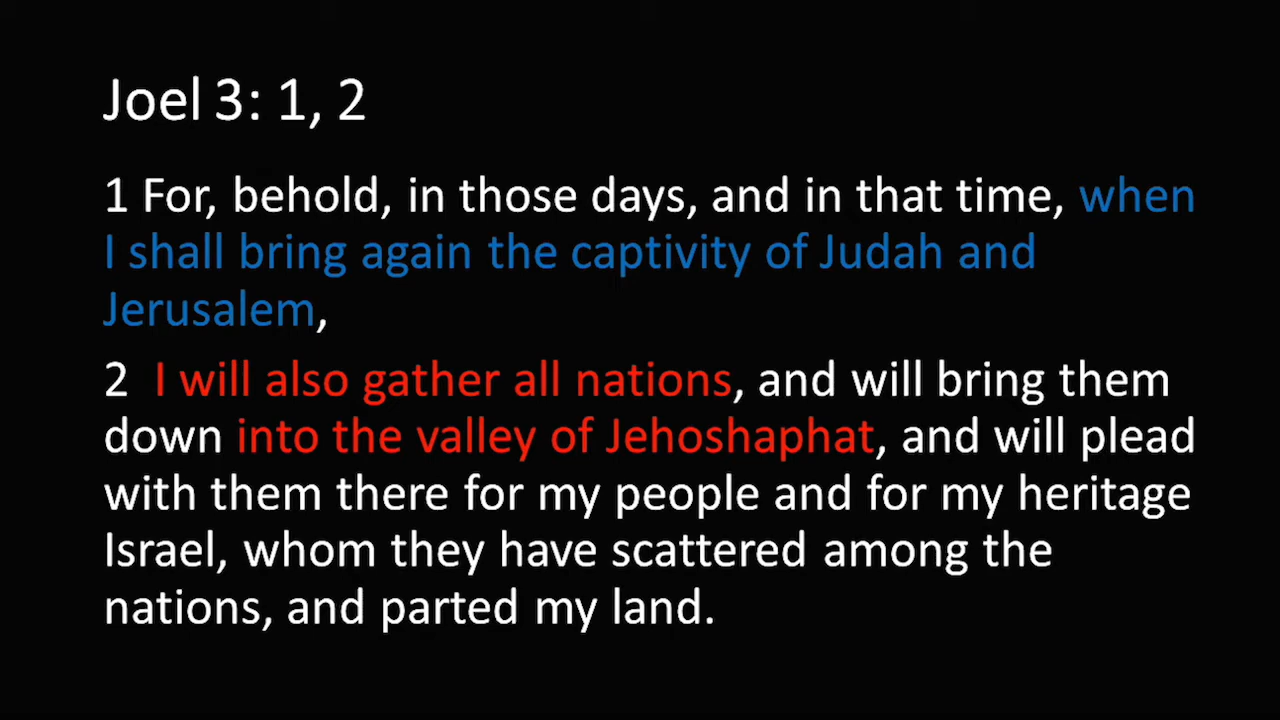 Joel 3: 1, 2
1 For, behold, in those days, and in that time, when
I shall bring again the captivity of Judah and
Jerusalem,
2 I will also gather all nations, and will bring them
down into the valley of Jehoshaphat, and will plead
with them there for my people and for my heritage
Israel, whom they have scattered among the
nations, and parted my land.